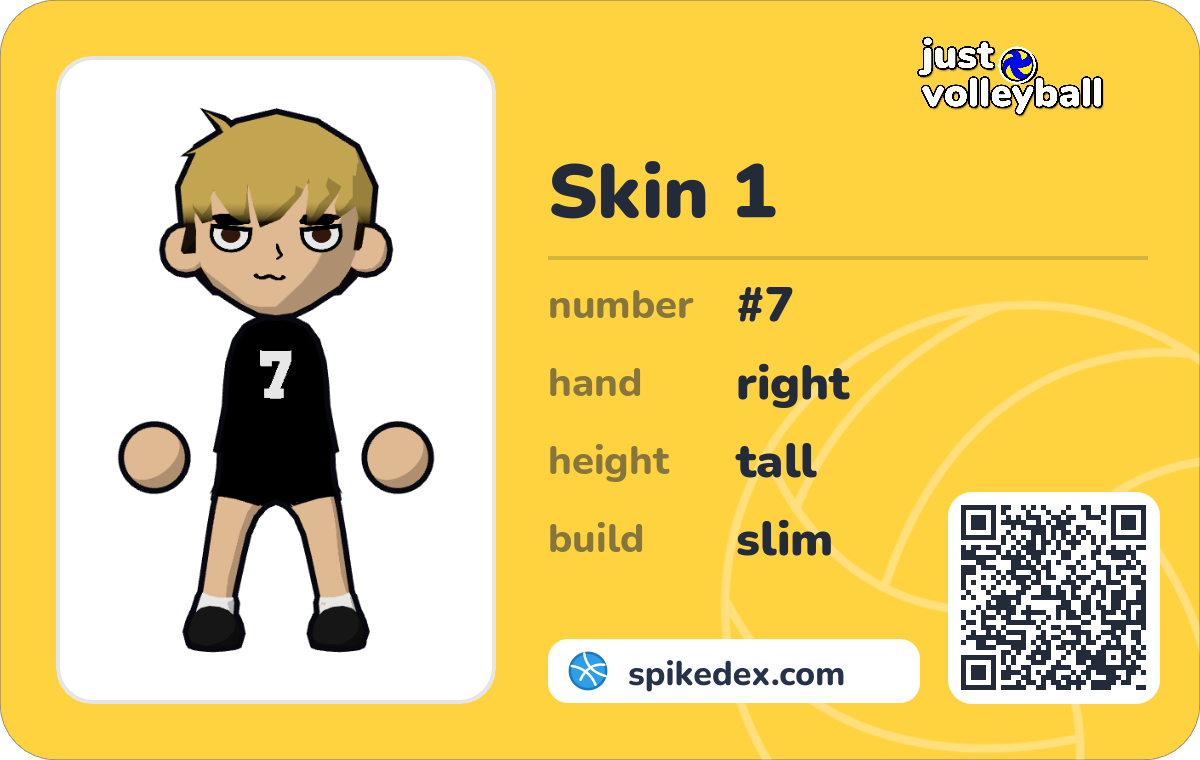 just
volleyball
Skin 1
number #7
hand right
height tall
build slim
7
spikedex.com